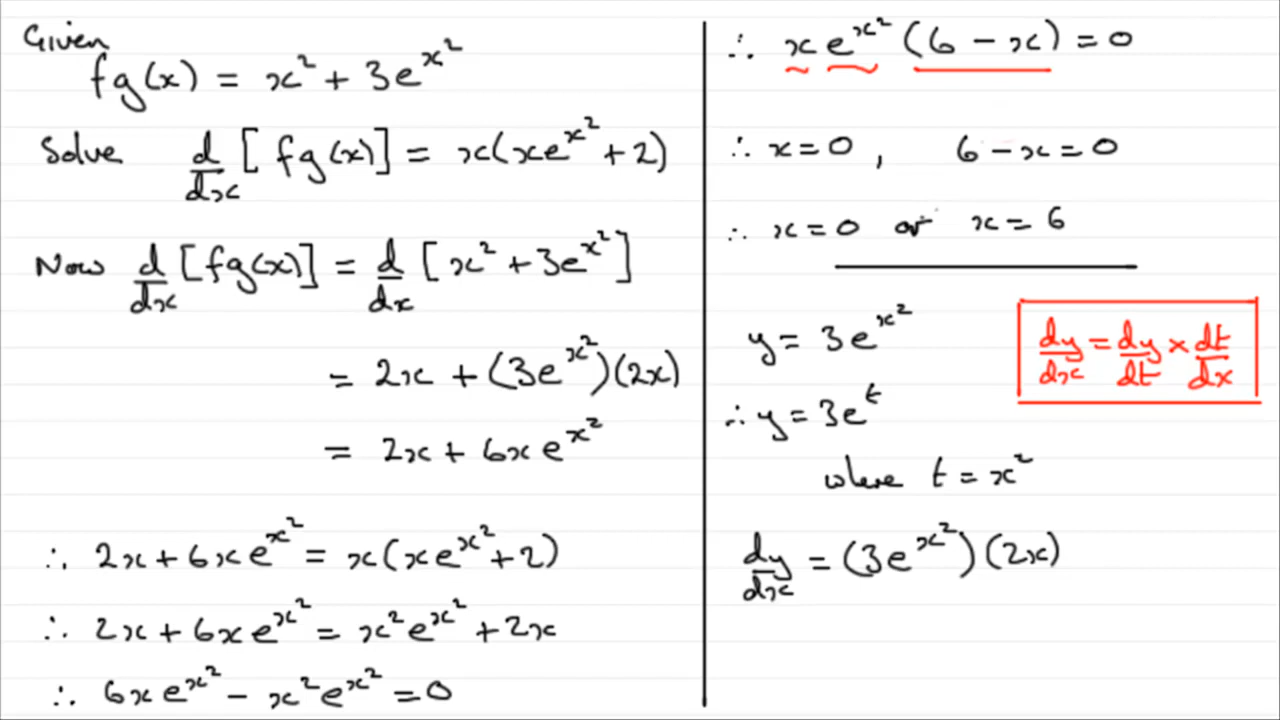 Given
fg(x) = x² + 3e^(x²)
Solve d/dx [fg(x)] = x(xe^(x²) + 2)
Now d/dx [fg(x)] = d/dx [x² + 3e^(x²)]
= 2x + (3e^(x²))(2x)
= 2x + 6xe^(x²)
∴ 2x + 6xe^(x²) = x(xe^(x²) + 2)
∴ 2x + 6xe^(x²) = x²e^(x²) + 2x
∴ 6xe^(x²) − x²e^(x²) = 0
∴ xe^(x²)(6 − x) = 0
∴ x = 0 , 6 − x = 0
∴ x = 0 or x = 6
y = 3e^(x²)
dy/dx = dy/dt × dt/dx
∴ y = 3e^t
where t = x²
dy/dx = (3e^(x²))(2x)